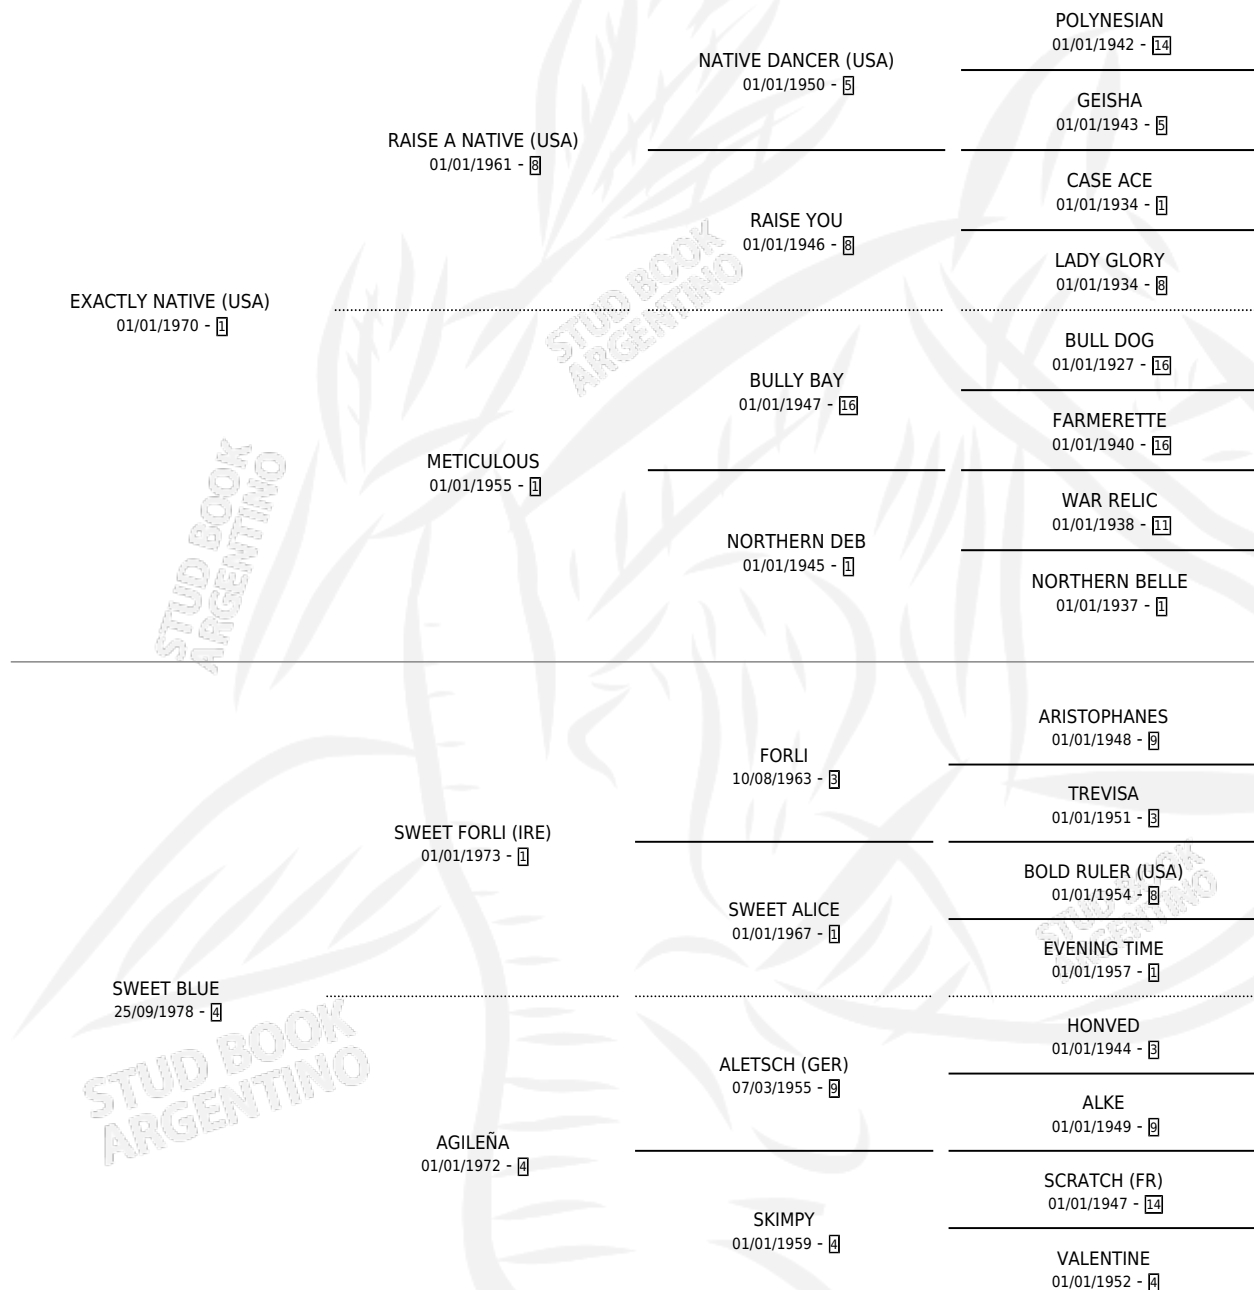 POLYNESIAN
01/01/1942 - 14
NATIVE DANCER (USA)
01/01/1950 - 5
GEISHA
01/01/1943 - 5
RAISE A NATIVE (USA)
01/01/1961 - 8
CASE ACE
01/01/1934 - 1
RAISE YOU
01/01/1946 - 8
LADY GLORY
01/01/1934 - 8
EXACTLY NATIVE (USA)
01/01/1970 - 1
BULL DOG
01/01/1927 - 16
BULLY BAY
01/01/1947 - 16
FARMERETTE
01/01/1940 - 16
METICULOUS
01/01/1955 - 1
WAR RELIC
01/01/1938 - 11
NORTHERN DEB
01/01/1945 - 1
NORTHERN BELLE
01/01/1937 - 1
ARISTOPHANES
01/01/1948 - 9
FORLI
10/08/1963 - 3
TREVISA
01/01/1951 - 3
SWEET FORLI (IRE)
01/01/1973 - 1
BOLD RULER (USA)
01/01/1954 - 8
SWEET ALICE
01/01/1967 - 1
EVENING TIME
01/01/1957 - 1
SWEET BLUE
25/09/1978 - 4
HONVED
01/01/1944 - 3
ALETSCH (GER)
07/03/1955 - 9
ALKE
01/01/1949 - 9
AGILEÑA
01/01/1972 - 4
SCRATCH (FR)
01/01/1947 - 14
SKIMPY
01/01/1959 - 4
VALENTINE
01/01/1952 - 4
STUD BOOK
ARGENTINO
STUD BOOK
ARGENTINO
STUD BOOK
ARGENTINO
STUD BOOK
ARGENTINO